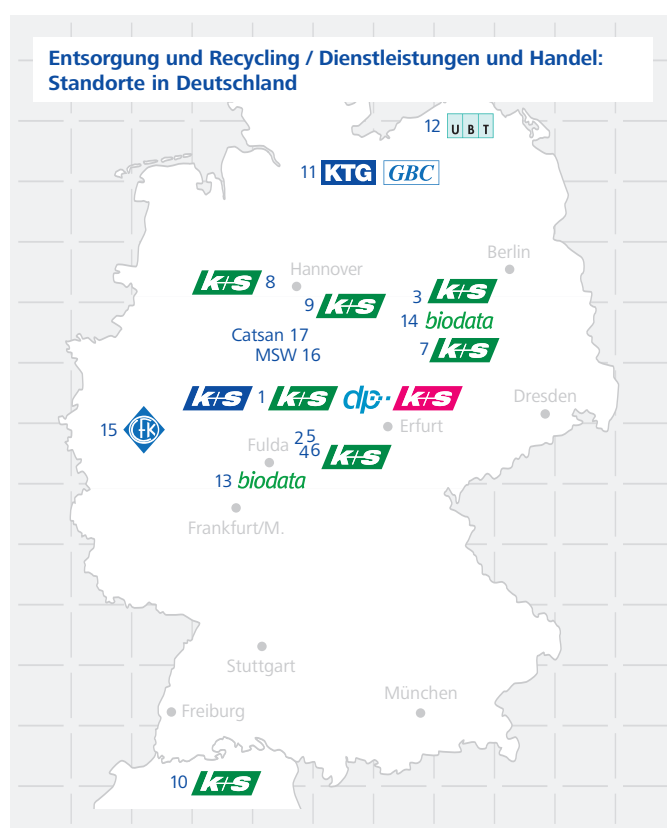 Entsorgung und Recycling / Dienstleistungen und Handel:
Standorte in Deutschland
12 UBT
11 KTG GBC
Berlin
Hannover
k+s 8
3 k+s
9 k+s
14 biodata
Catsan 17
MSW 16
7 k+s
k+s 1 k+s dp k+s
Dresden
15 CFK
Erfurt
Fulda 2 5
4 6 k+s
13 biodata
Frankfurt/M.
Stuttgart
München
Freiburg
10 k+s